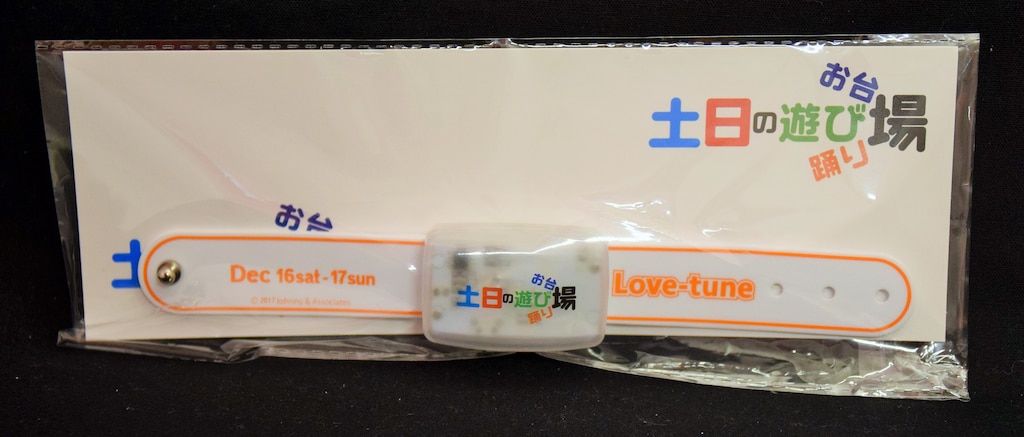 お台
土日の遊び場
踊り
お台
土
Dec 16sat - 17sun
© 2017 Johnny & Associates
お台
土日の遊び場
踊り
Love-tune